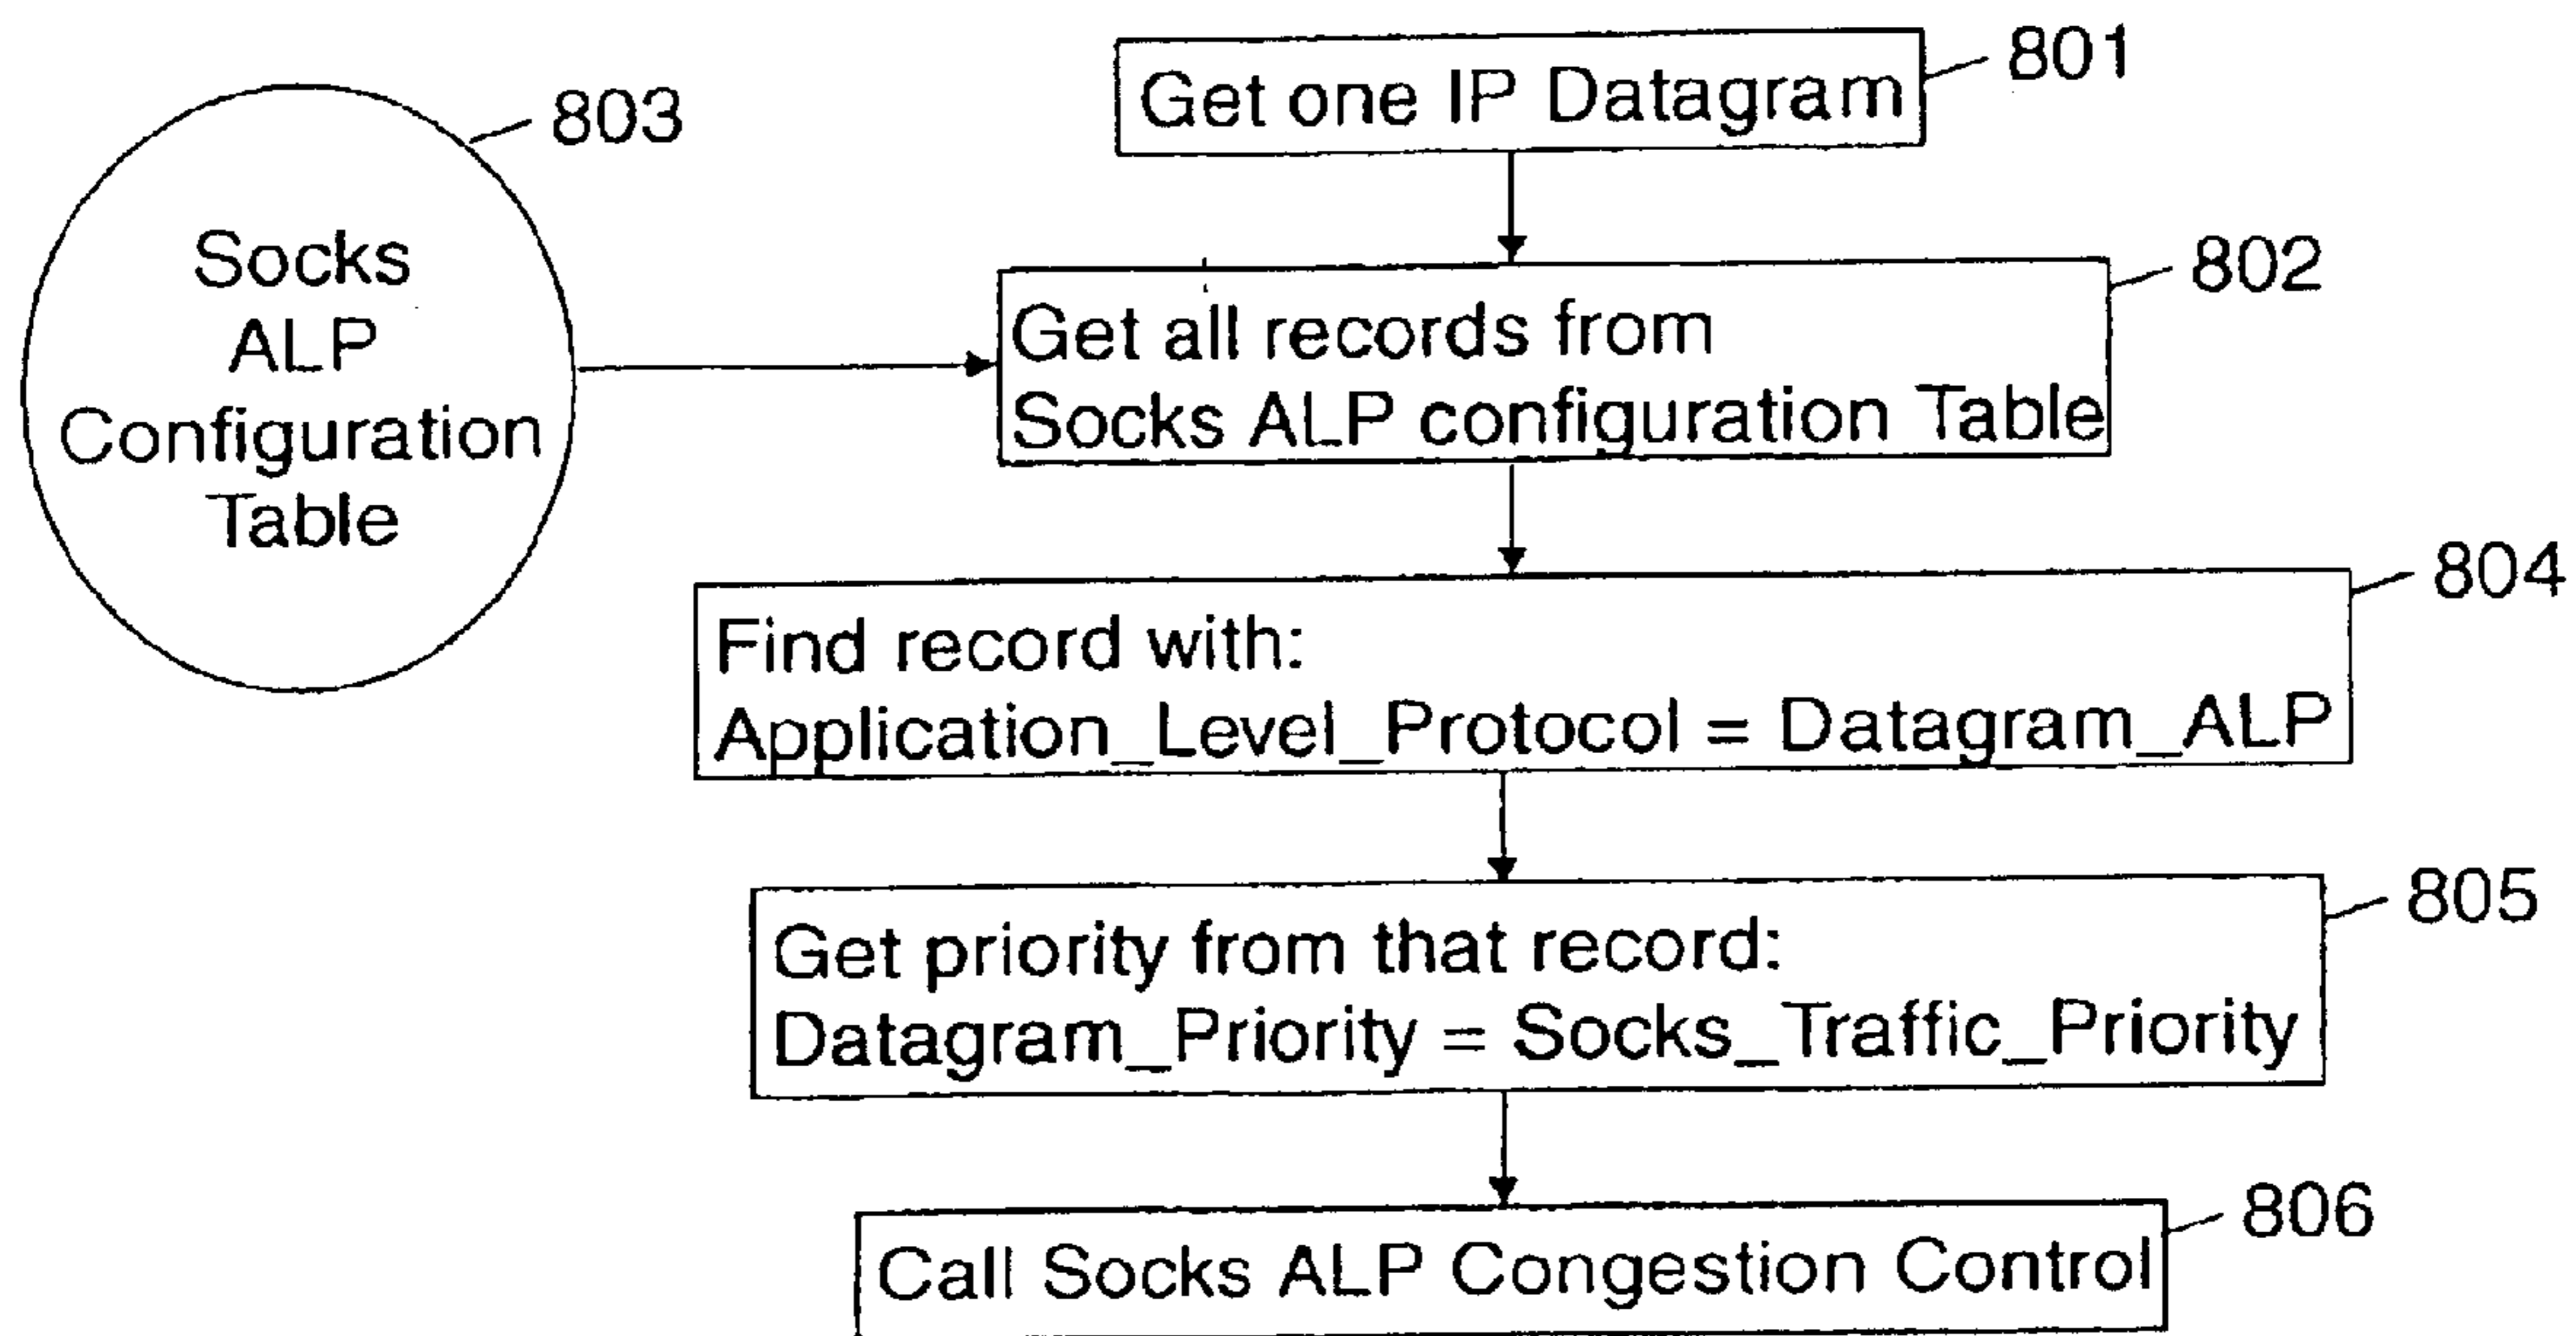 Get one IP Datagram
801
803
Socks
ALP
Configuration
Table
802
Get all records from
Socks ALP configuration Table
804
Find record with:
Application_Level_Protocol = Datagram_ALP
805
Get priority from that record:
Datagram_Priority = Socks_Traffic_Priority
806
Call Socks ALP Congestion Control